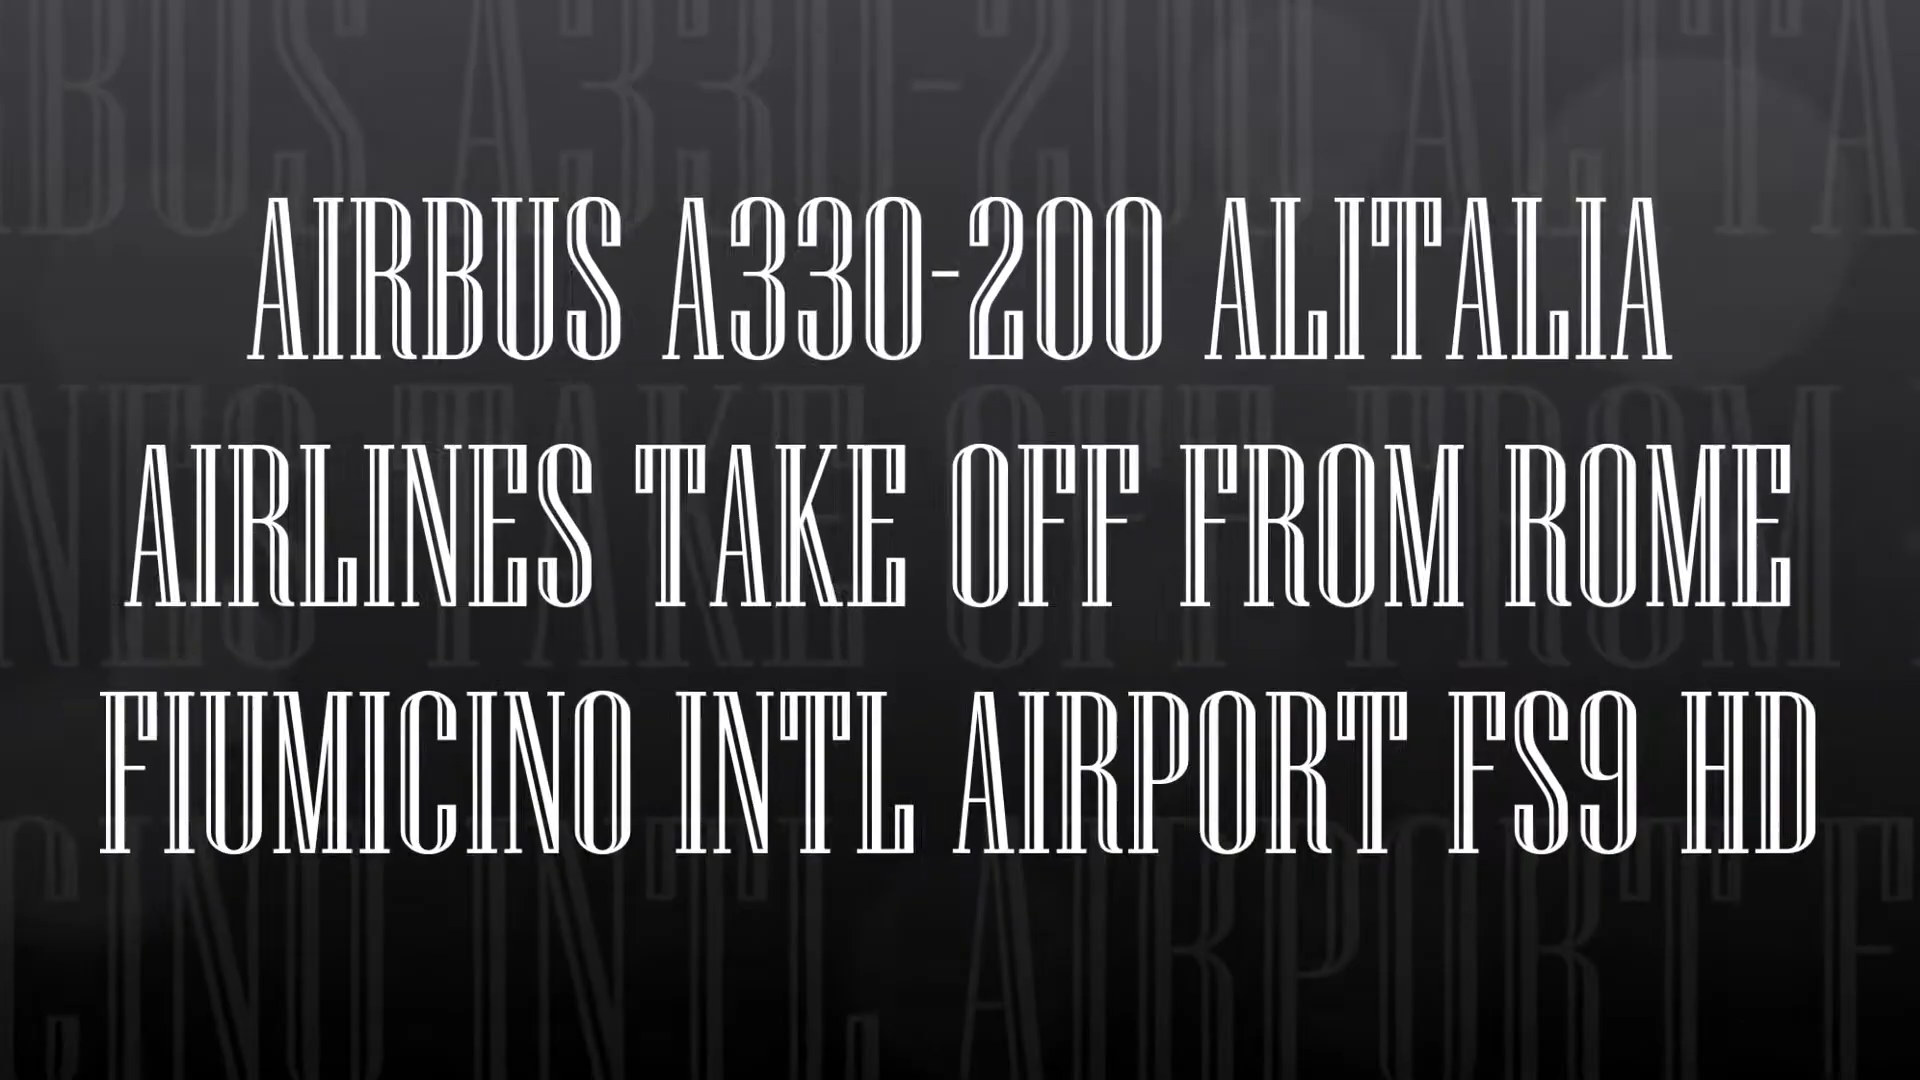 AIRBUS A330-200 ALITALIA
AIRLINES TAKE OFF FROM ROME
FIUMICINO INTL AIRPORT FS9 HD